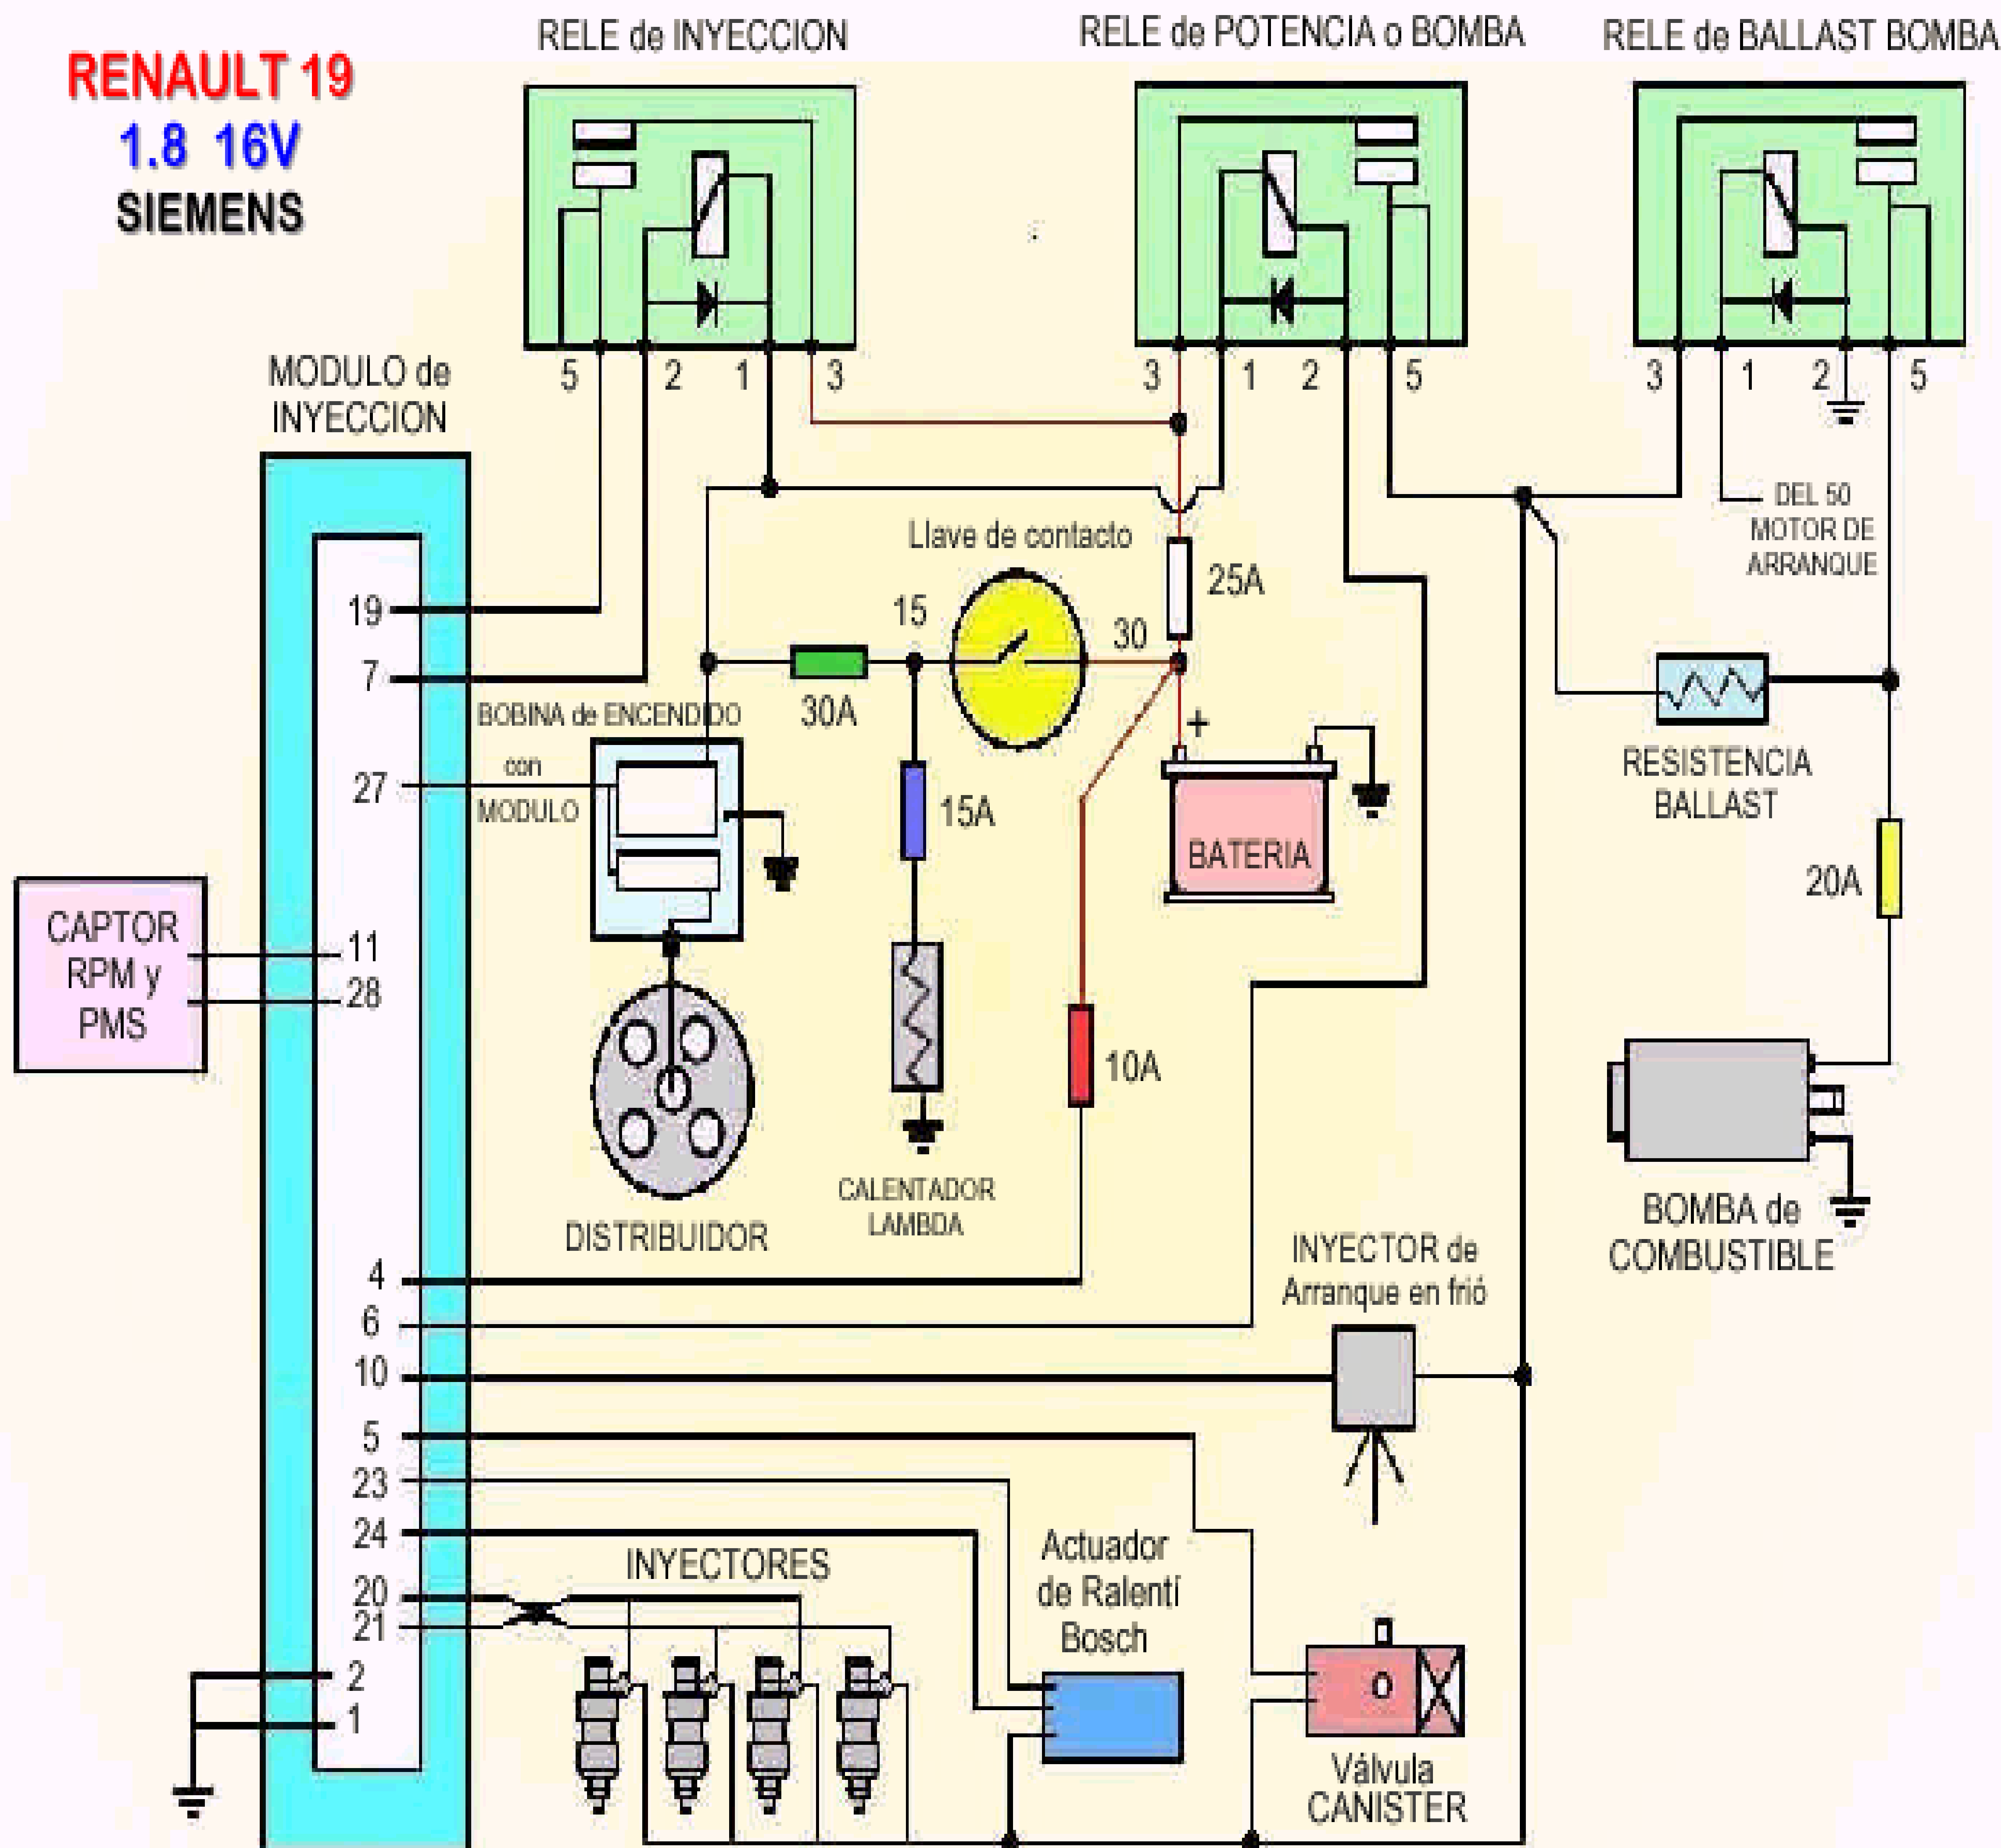 RELE de INYECCION
RELE de POTENCIA o BOMBA
RELE de BALLAST BOMBA
RENAULT 19
1.8 16V
SIEMENS
5 2 1 3
3 1 2 5
3 1 2 5
MODULO de
INYECCION
DEL 50
MOTOR DE
ARRANQUE
Llave de contacto
25A
15
30
19
7
30A
BOBINA de ENCENDIDO
con
MODULO
27
+
15A
BATERIA
RESISTENCIA
BALLAST
20A
CAPTOR
RPM y
PMS
11
28
10A
CALENTADOR
LAMBDA
DISTRIBUIDOR
BOMBA de
COMBUSTIBLE
INYECTOR de
Arranque en frió
4
6
10
5
23
24
20
21
2
1
INYECTORES
Actuador
de Ralentí
Bosch
Válvula
CANISTER